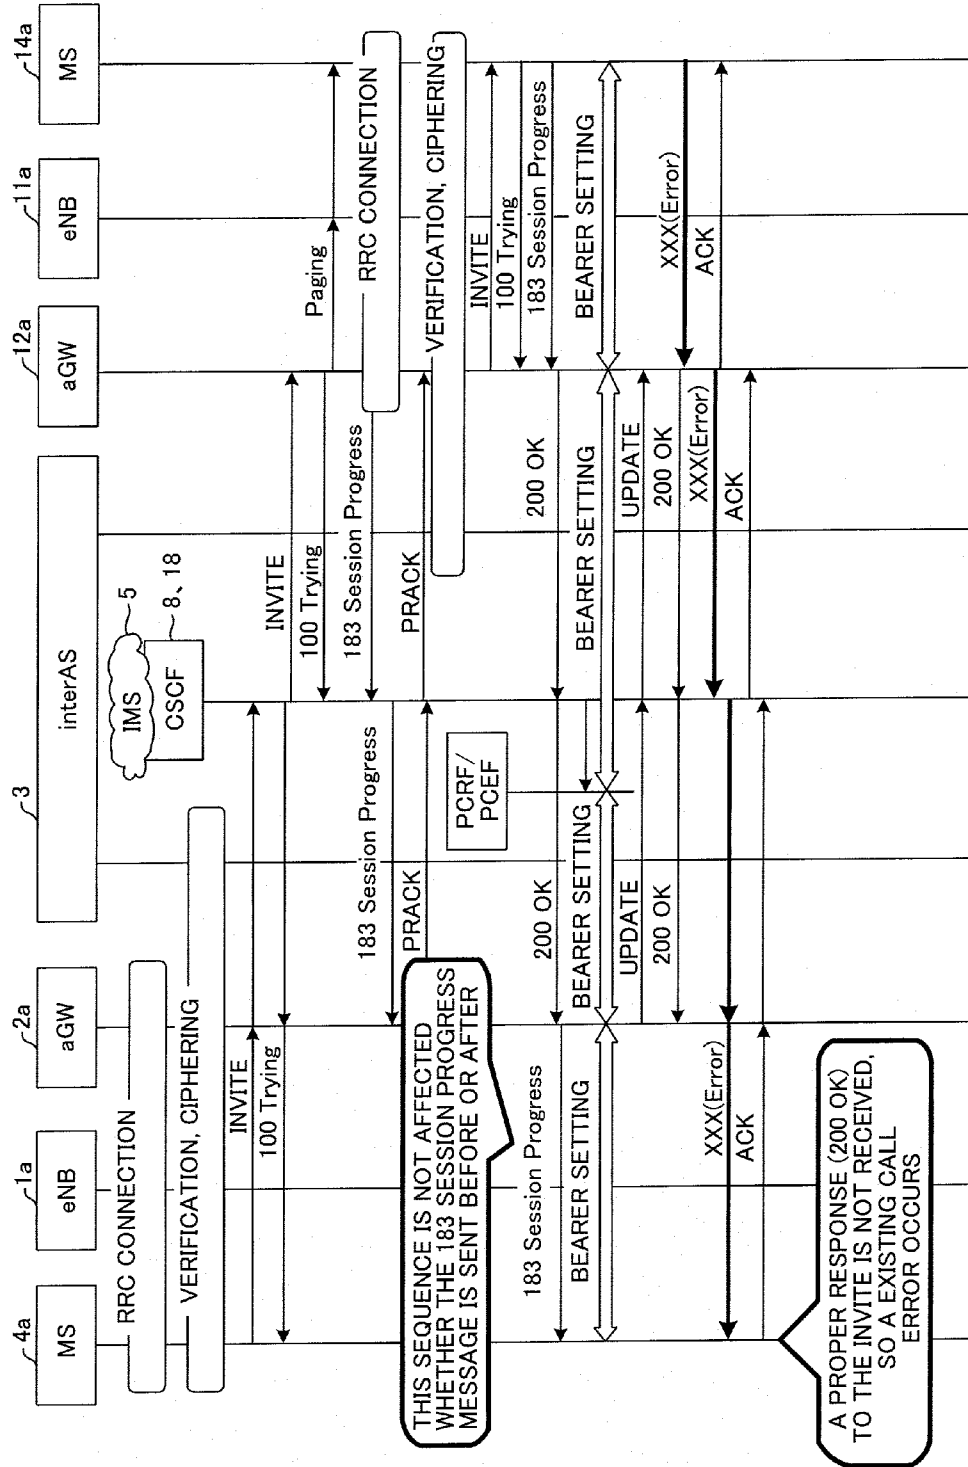 4a
MS
1a
eNB
2a
aGW
3
interAS
12a
aGW
11a
eNB
14a
MS
IMS
5
CSCF
8、18
RRC CONNECTION
VERIFICATION, CIPHERING
INVITE
100 Trying
INVITE
100 Trying
Paging
183 Session Progress
RRC CONNECTION
183 Session Progress
PRACK
PRACK
VERIFICATION, CIPHERING
THIS SEQUENCE IS NOT AFFECTED
WHETHER THE 183 SESSION PROGRESS
MESSAGE IS SENT BEFORE OR AFTER
PCRF/
PCEF
INVITE
100 Trying
183 Session Progress
183 Session Progress
200 OK
200 OK
BEARER SETTING
BEARER SETTING
BEARER SETTING
BEARER SETTING
UPDATE
200 OK
UPDATE
200 OK
XXX(Error)
ACK
XXX(Error)
ACK
XXX(Error)
ACK
A PROPER RESPONSE (200 OK)
TO THE INVITE IS NOT RECEIVED,
SO A EXISTING CALL
ERROR OCCURS